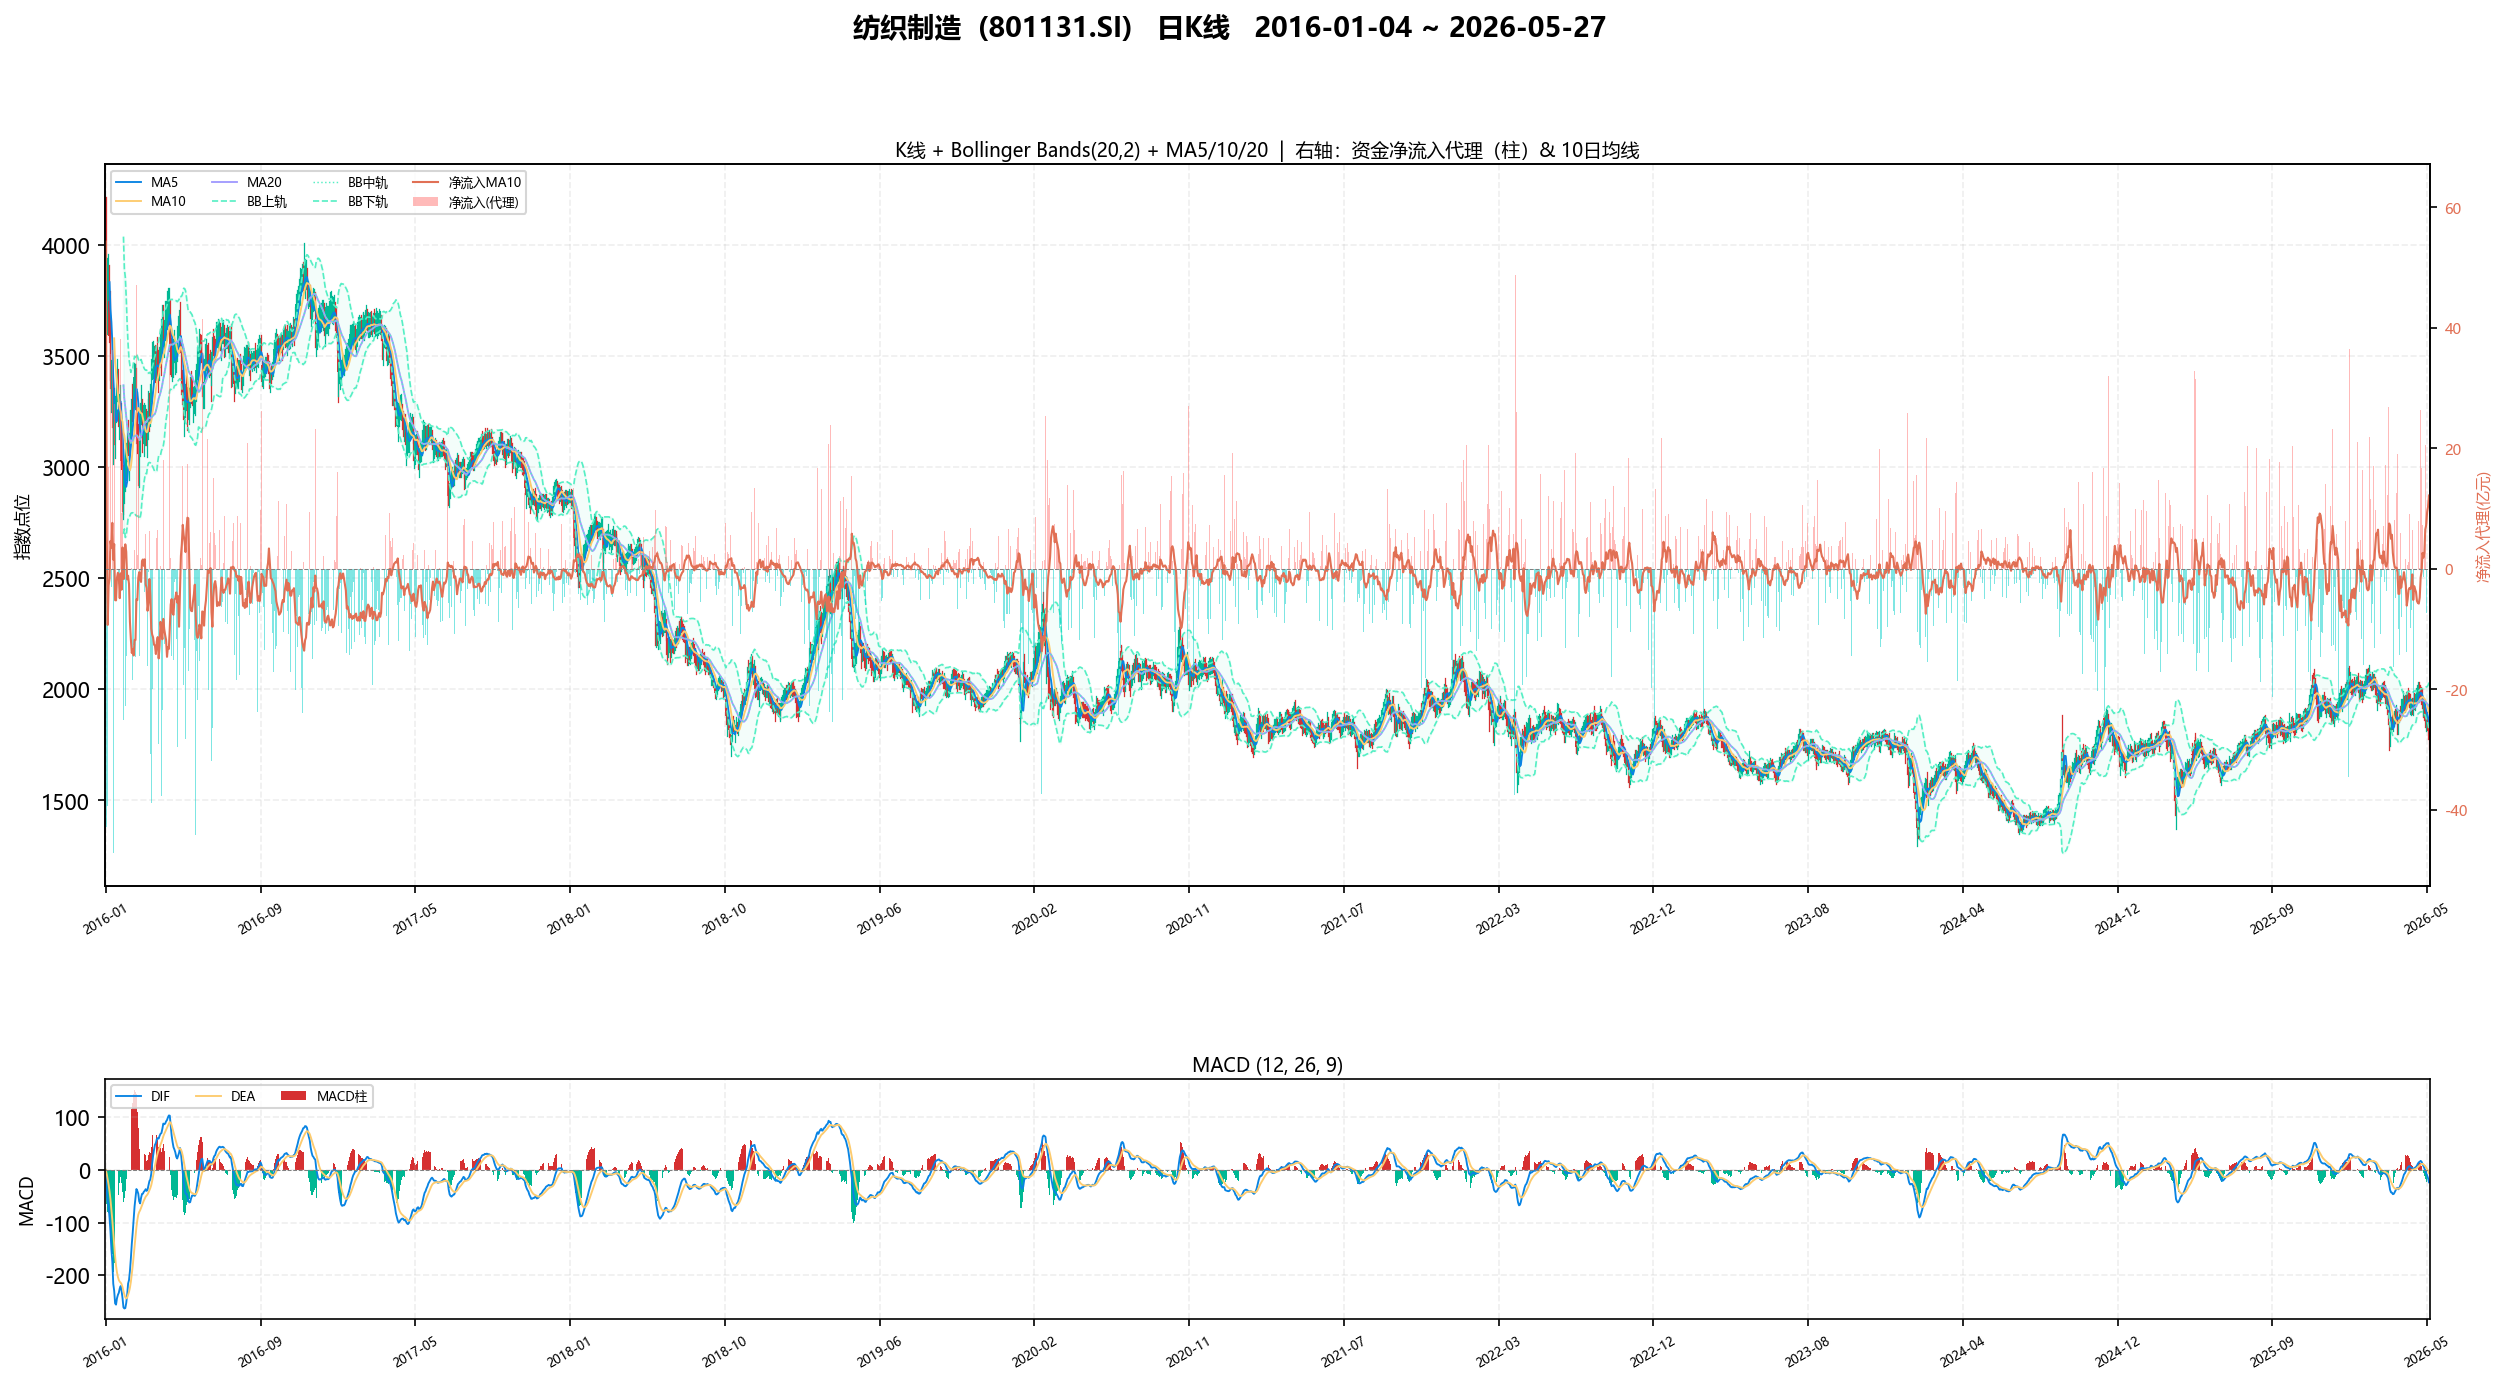 纺织制造 (801131.SI) 日K线 2016-01-04 ~ 2026-05-27
K线 + Bollinger Bands(20,2) + MA5/10/20 | 右轴：资金净流入代理（柱）& 10日均线
MA5 MA20 BB中轨 净流入MA10
MA10 BB上轨 BB下轨 净流入(代理)
指数点位
4000
3500
3000
2500
2000
1500
60
40
20
0
-20
-40
净流入代理(亿元)
2016-01 2016-09 2017-05 2018-01 2018-10 2019-06 2020-02 2020-11 2021-07 2022-03 2022-12 2023-08 2024-04 2024-12 2025-09 2026-05
MACD (12, 26, 9)
DIF DEA MACD柱
MACD
100
0
-100
-200
2016-01 2016-09 2017-05 2018-01 2018-10 2019-06 2020-02 2020-11 2021-07 2022-03 2022-12 2023-08 2024-04 2024-12 2025-09 2026-05